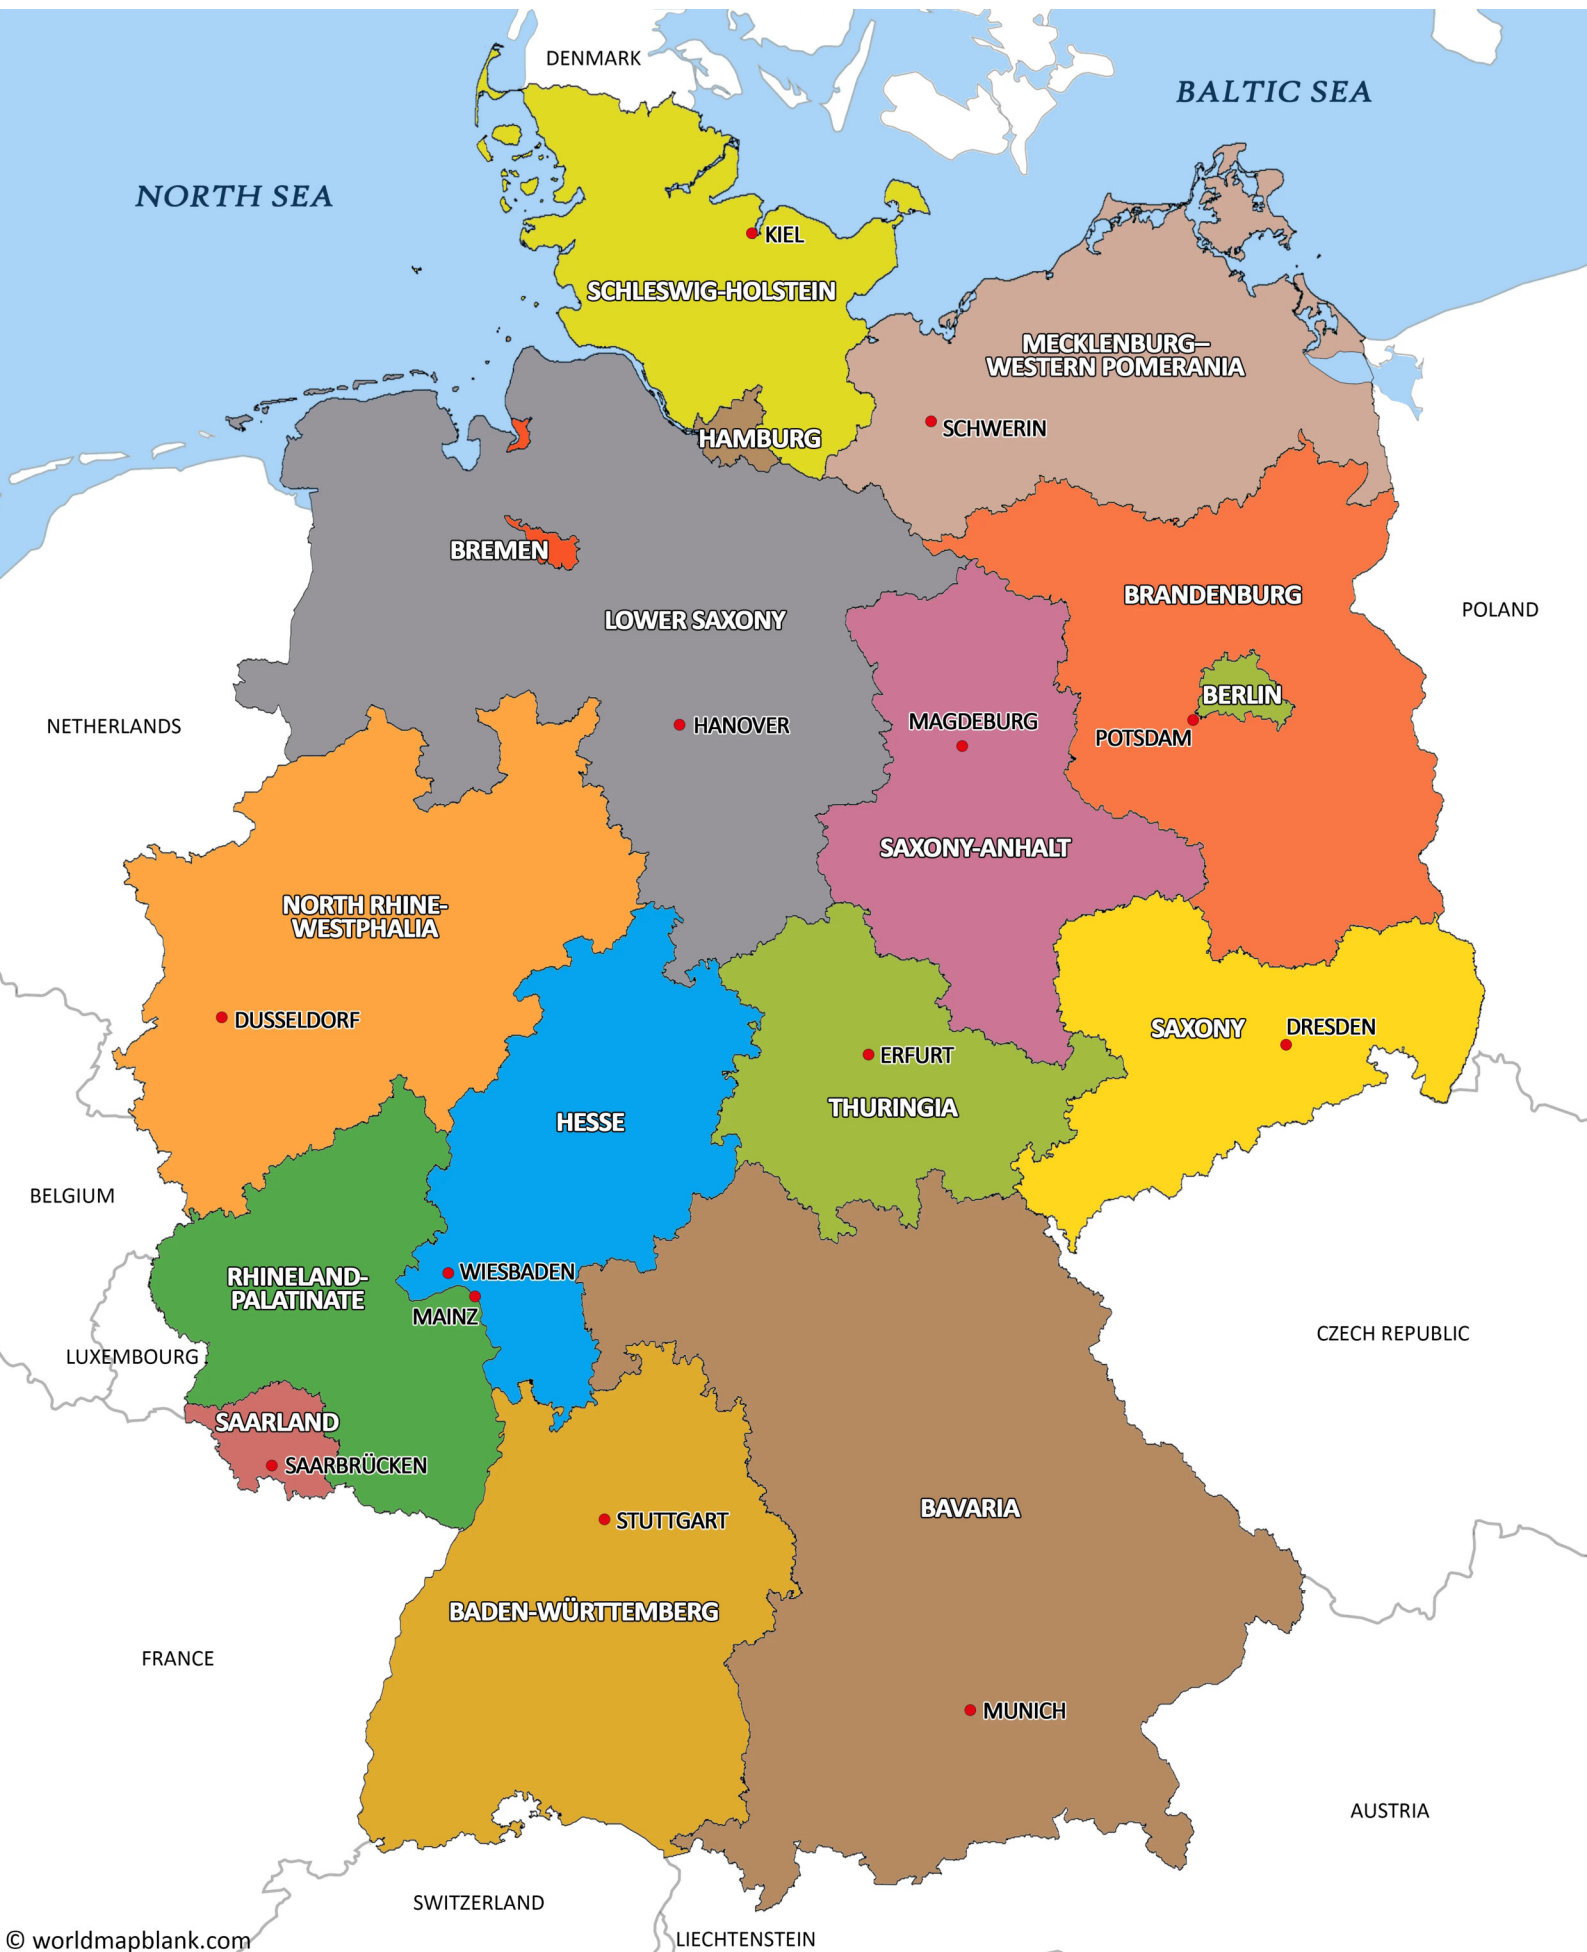 DENMARK
BALTIC SEA
NORTH SEA
KIEL
SCHLESWIG-HOLSTEIN
MECKLENBURG–
WESTERN POMERANIA
SCHWERIN
HAMBURG
BREMEN
BRANDENBURG
POLAND
LOWER SAXONY
BERLIN
NETHERLANDS
HANOVER
MAGDEBURG
POTSDAM
SAXONY-ANHALT
NORTH RHINE-
WESTPHALIA
DUSSELDORF
SAXONY
DRESDEN
ERFURT
THURINGIA
HESSE
BELGIUM
WIESBADEN
RHINELAND-
PALATINATE
MAINZ
CZECH REPUBLIC
LUXEMBOURG
SAARLAND
SAARBRÜCKEN
BAVARIA
STUTTGART
BADEN-WÜRTTEMBERG
FRANCE
MUNICH
AUSTRIA
SWITZERLAND
LIECHTENSTEIN
© worldmapblank.com